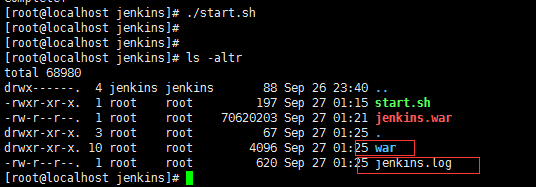 [root@localhost jenkins]# ./start.sh
[root@localhost jenkins]#
[root@localhost jenkins]# ls -altr
total 68980
drwx------. 4 jenkins jenkins 88 Sep 26 23:40 ..
-rwxr-xr-x. 1 root root 197 Sep 27 01:15 start.sh
-rw-r--r--. 1 root root 70620203 Sep 27 01:21 jenkins.war
drwxr-xr-x. 3 root root 67 Sep 27 01:25 .
drwxr-xr-x. 10 root root 4096 Sep 27 01:25 war
-rw-r--r--. 1 root root 620 Sep 27 01:25 jenkins.log
[root@localhost jenkins]#